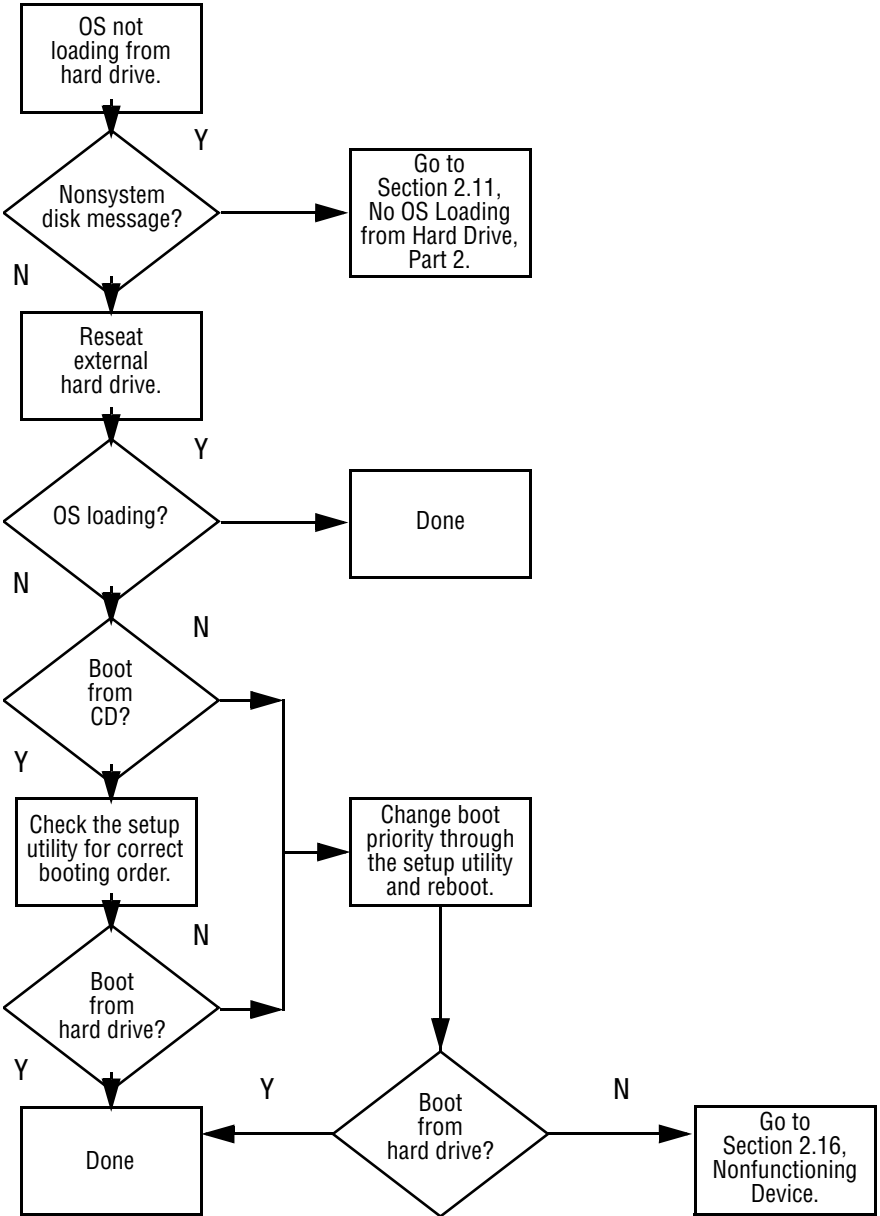 OS not
loading from
hard drive.
Y
Nonsystem
disk message?
Go to
Section 2.11,
No OS Loading
from Hard Drive,
Part 2.
N
Reseat
external
hard drive.
Y
OS loading?
Done
N
N
Boot
from
CD?
Y
Check the setup
utility for correct
booting order.
Change boot
priority through
the setup utility
and reboot.
N
Boot
from
hard drive?
Y
Y
N
Done
Boot
from
hard drive?
Go to
Section 2.16,
Nonfunctioning
Device.